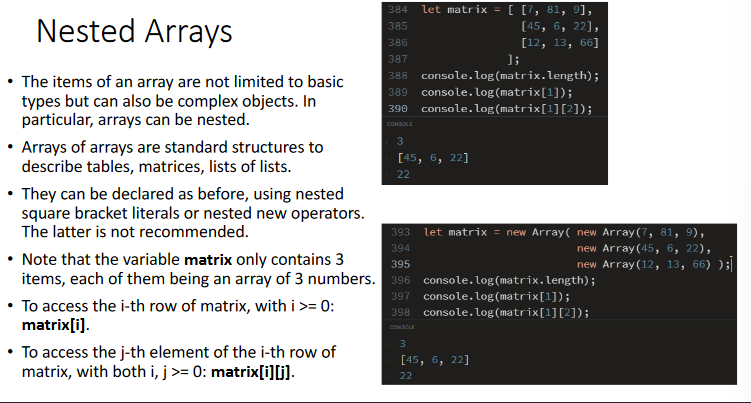 Nested Arrays
• The items of an array are not limited to basic
types but can also be complex objects. In
particular, arrays can be nested.
• Arrays of arrays are standard structures to
describe tables, matrices, lists of lists.
• They can be declared as before, using nested
square bracket literals or nested new operators.
The latter is not recommended.
• Note that the variable matrix only contains 3
items, each of them being an array of 3 numbers.
• To access the i-th row of matrix, with i >= 0:
matrix[i].
• To access the j-th element of the i-th row of
matrix, with both i, j >= 0: matrix[i][j].
384 let matrix = [ [7, 81, 9],
385 [45, 6, 22],
386 [12, 13, 66]
387 ];
388 console.log(matrix.length);
389 console.log(matrix[1]);
390 console.log(matrix[1][2]);
CONSOLE
3
[45, 6, 22]
22
393 let matrix = new Array( new Array(7, 81, 9),
394 new Array(45, 6, 22),
395 new Array(12, 13, 66) );
396 console.log(matrix.length);
397 console.log(matrix[1]);
398 console.log(matrix[1][2]);
CONSOLE
3
[45, 6, 22]
22